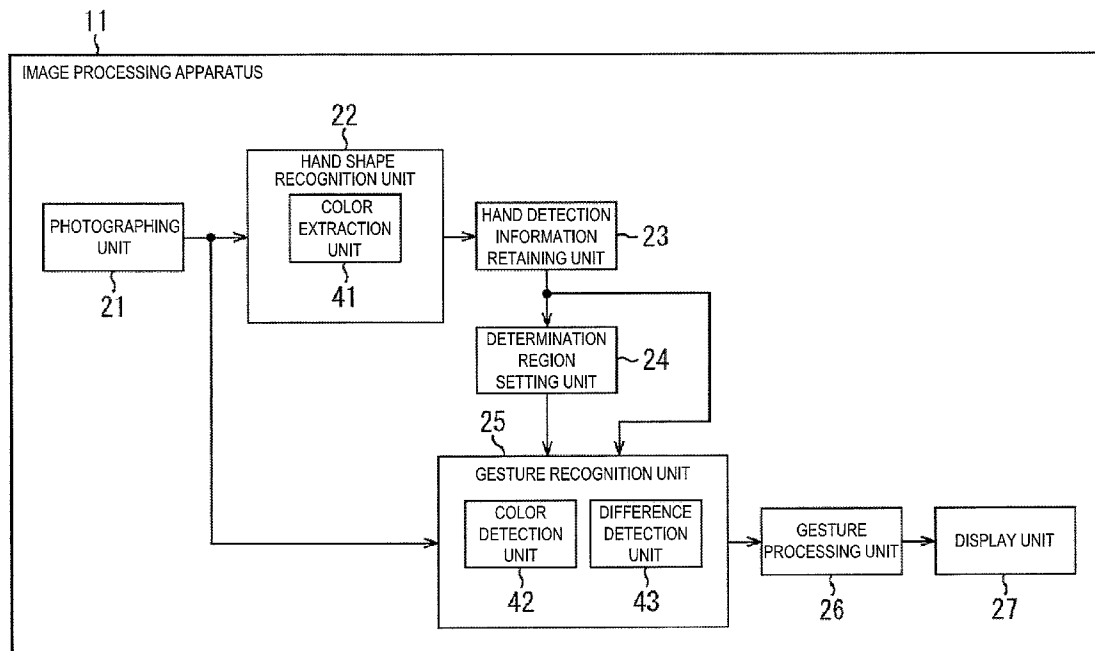 11
IMAGE PROCESSING APPARATUS
22
HAND SHAPE
RECOGNITION UNIT
COLOR
EXTRACTION
UNIT
41
PHOTOGRAPHING
UNIT
21
HAND DETECTION
INFORMATION
RETAINING UNIT
23
DETERMINATION
REGION
SETTING UNIT
24
25
GESTURE RECOGNITION UNIT
COLOR
DETECTION
UNIT
42
DIFFERENCE
DETECTION
UNIT
43
GESTURE
PROCESSING UNIT
26
DISPLAY UNIT
27